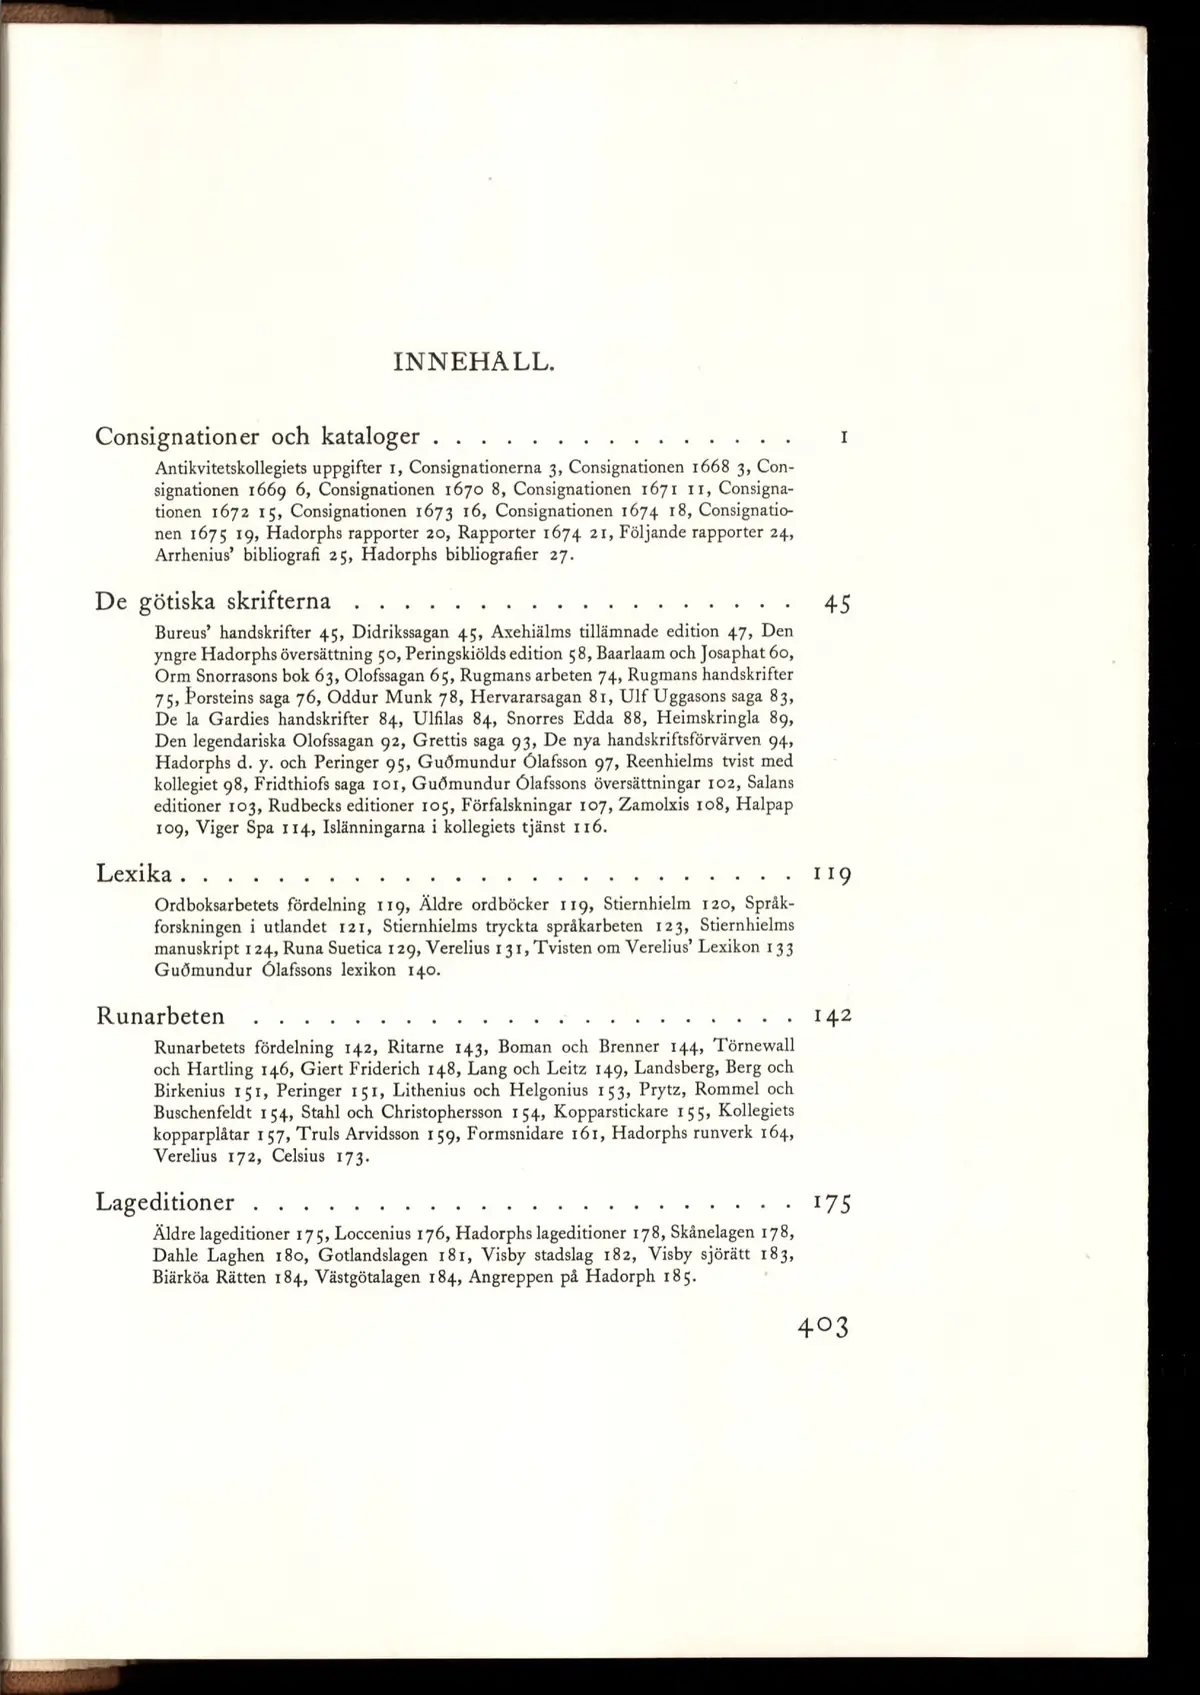 INNEHÅLL.
Consignationer och kataloger . . . . . . . . . . . . . . . 1
Antikvitetskollegiets uppgifter 1, Consignationerna 3, Consignationen 1668 3, Con-
signationen 1669 6, Consignationen 1670 8, Consignationen 1671 11, Consigna-
tionen 1672 15, Consignationen 1673 16, Consignationen 1674 18, Consignatio-
nen 1675 19, Hadorphs rapporter 20, Rapporter 1674 21, Följande rapporter 24,
Arrhenius’ bibliografi 25, Hadorphs bibliografier 27.
De götiska skrifterna . . . . . . . . . . . . . . . . . . 45
Bureus’ handskrifter 45, Didrikssagan 45, Axehiälms tillämnade edition 47, Den
yngre Hadorphs översättning 50, Peringskiölds edition 58, Baarlaam och Josaphat 60,
Orm Snorrasons bok 63, Olofssagan 65, Rugmans arbeten 74, Rugmans handskrifter
75, Þorsteins saga 76, Oddur Munk 78, Hervararsagan 81, Ulf Uggasons saga 83,
De la Gardies handskrifter 84, Ulfilas 84, Snorres Edda 88, Heimskringla 89,
Den legendariska Olofssagan 92, Grettis saga 93, De nya handskriftsförvärven 94,
Hadorphs d. y. och Peringer 95, Guðmundur Ólafsson 97, Reenhielms tvist med
kollegiet 98, Fridthiofs saga 101, Guðmundur Ólafssons översättningar 102, Salans
editioner 103, Rudbecks editioner 105, Förfalskningar 107, Zamolxis 108, Halpap
109, Viger Spa 114, Islänningarna i kollegiets tjänst 116.
Lexika . . . . . . . . . . . . . . . . . . . . . . . . . 119
Ordboksarbetets fördelning 119, Äldre ordböcker 119, Stiernhielm 120, Språk-
forskningen i utlandet 121, Stiernhielms tryckta språkarbeten 123, Stiernhielms
manuskript 124, Runa Suetica 129, Verelius 131, Tvisten om Verelius’ Lexikon 133
Guðmundur Ólafssons lexikon 140.
Runarbeten . . . . . . . . . . . . . . . . . . . . . . 142
Runarbetets fördelning 142, Ritarne 143, Boman och Brenner 144, Törnewall
och Hartling 146, Giert Friderich 148, Lang och Leitz 149, Landsberg, Berg och
Birkenius 151, Peringer 151, Lithenius och Helgonius 153, Prytz, Rommel och
Buschenfeldt 154, Stahl och Christophersson 154, Kopparstickare 155, Kollegiets
kopparplåtar 157, Truls Arvidsson 159, Formsnidare 161, Hadorphs runverk 164,
Verelius 172, Celsius 173.
Lageditioner . . . . . . . . . . . . . . . . . . . . . . 175
Äldre lageditioner 175, Loccenius 176, Hadorphs lageditioner 178, Skånelagen 178,
Dahle Laghen 180, Gotlandslagen 181, Visby stadslag 182, Visby sjörätt 183,
Biärköa Rätten 184, Västgötalagen 184, Angreppen på Hadorph 185.
403